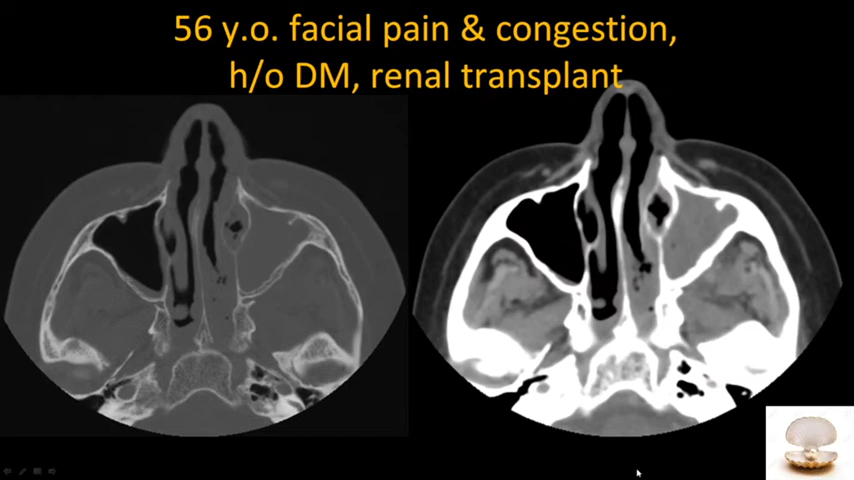 56 y.o. facial pain & congestion,
h/o DM, renal transplant